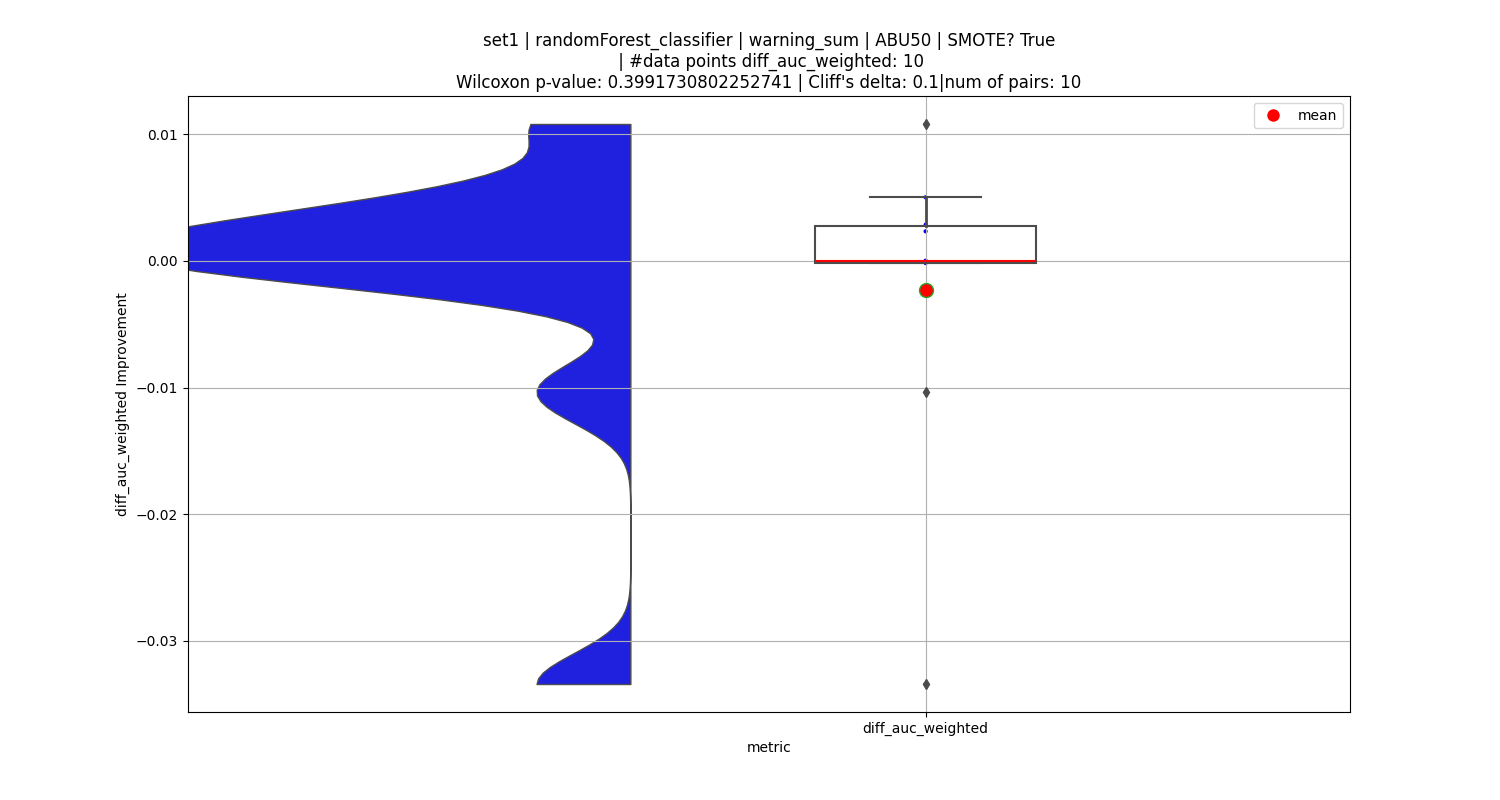 set1 | randomForest_classifier | warning_sum | ABU50 | SMOTE? True
| #data points diff_auc_weighted: 10
Wilcoxon p-value: 0.3991730802252741 | Cliff's delta: 0.1|num of pairs: 10
mean
0.01
0.00
−0.01
−0.02
−0.03
diff_auc_weighted Improvement
diff_auc_weighted
metric